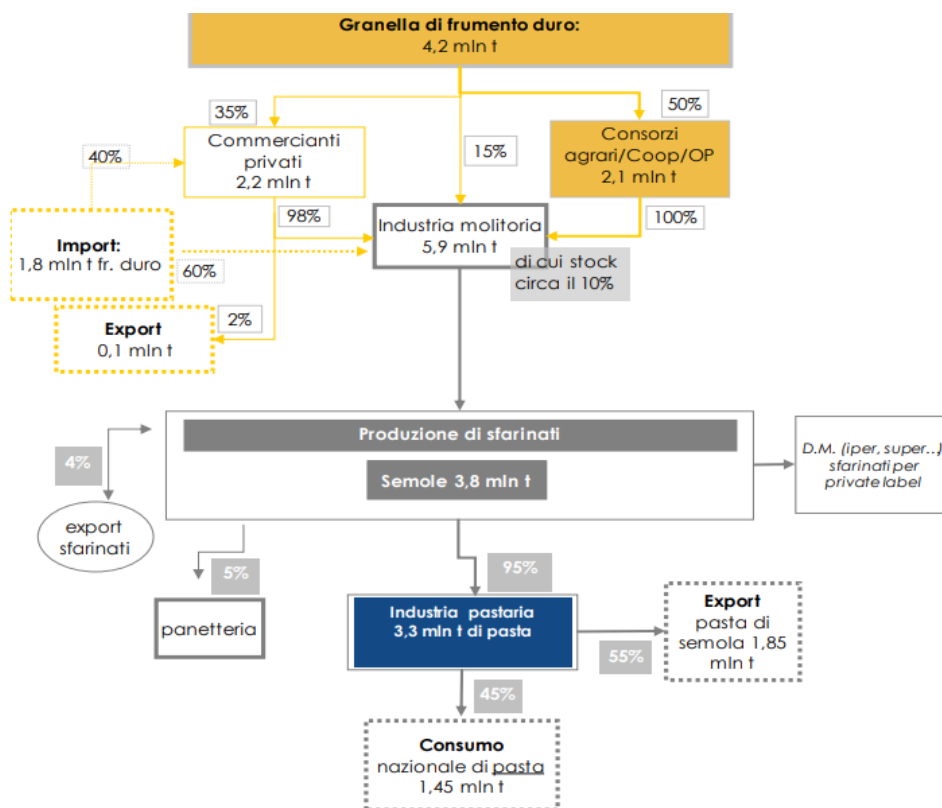 Granella di frumento duro:
4,2 mln t
35%
50%
Commercianti
privati
2,2 mln t
15%
Consorzi
agrari/Coop/OP
2,1 mln t
40%
98%
100%
Industria molitoria
5,9 mln t
Import:
1,8 mln t fr. duro
60%
di cui stock
circa il 10%
2%
Export
0,1 mln t
Produzione di sfarinati
Semole 3,8 mln t
D.M. (iper, super...)
sfarinati per
private label
4%
export
sfarinati
5%
95%
panetteria
Industria pastaria
3,3 mln t di pasta
Export
pasta di
semola 1,85
mln t
55%
45%
Consumo
nazionale di pasta
1,45 mln t